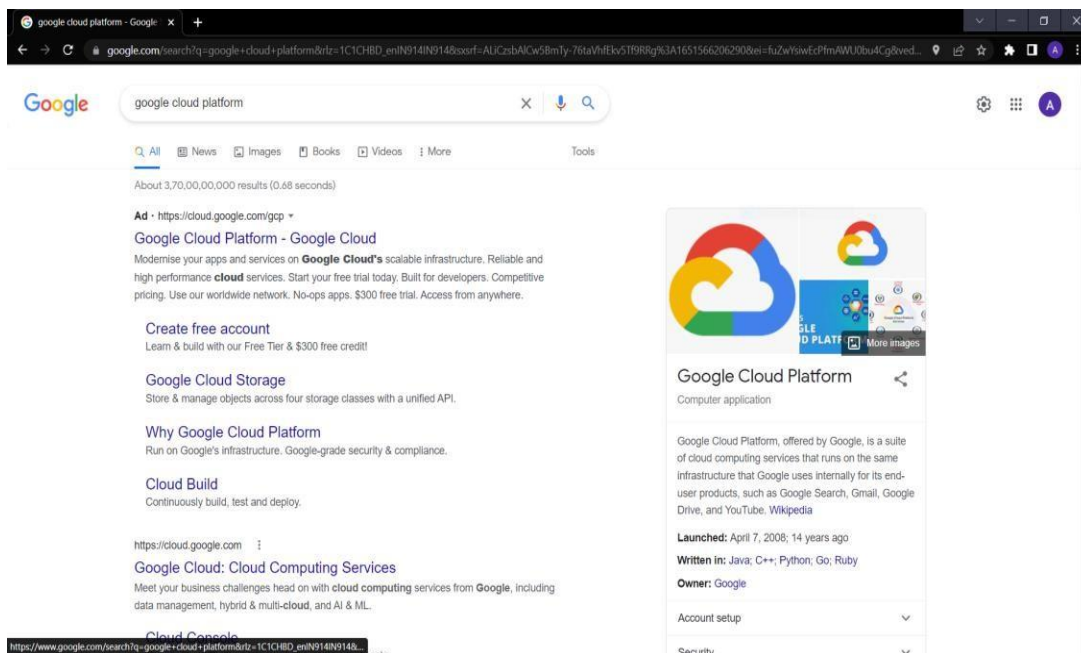 google cloud platform - Google
google.com/search?q=google+cloud+platform&rlz=1C1CHBD_enIN914IN914&sxsrf=ALiCzsbAlCw5BmTy-76taVhfEkv5Tf9RRg%3A1651566206290&ei=fuZwYsiwEcPfmAWU0bu4Cg&ved...
A
Google
google cloud platform
A
All News Images Books Videos More Tools
About 3,70,00,00,000 results (0.68 seconds)
Ad · https://cloud.google.com/gcp
Google Cloud Platform - Google Cloud
Modernise your apps and services on Google Cloud's scalable infrastructure. Reliable and
high performance cloud services. Start your free trial today. Built for developers. Competitive
pricing. Use our worldwide network. No-ops apps. $300 free trial. Access from anywhere.
Create free account
Learn & build with our Free Tier & $300 free credit!
Google Cloud Storage
Store & manage objects across four storage classes with a unified API.
Why Google Cloud Platform
Run on Google's infrastructure. Google-grade security & compliance.
Cloud Build
Continuously build, test and deploy.
https://cloud.google.com
Google Cloud: Cloud Computing Services
Meet your business challenges head on with cloud computing services from Google, including
data management, hybrid & multi-cloud, and AI & ML.
Cloud Console
https://www.google.com/search?q=google+cloud+platform&rlz=1C1CHBD_enIN914IN914&...
More images
Google Cloud Platform
Computer application
Google Cloud Platform, offered by Google, is a suite
of cloud computing services that runs on the same
infrastructure that Google uses internally for its end-
user products, such as Google Search, Gmail, Google
Drive, and YouTube. Wikipedia
Launched: April 7, 2008; 14 years ago
Written in: Java; C++; Python; Go; Ruby
Owner: Google
Account setup
Security